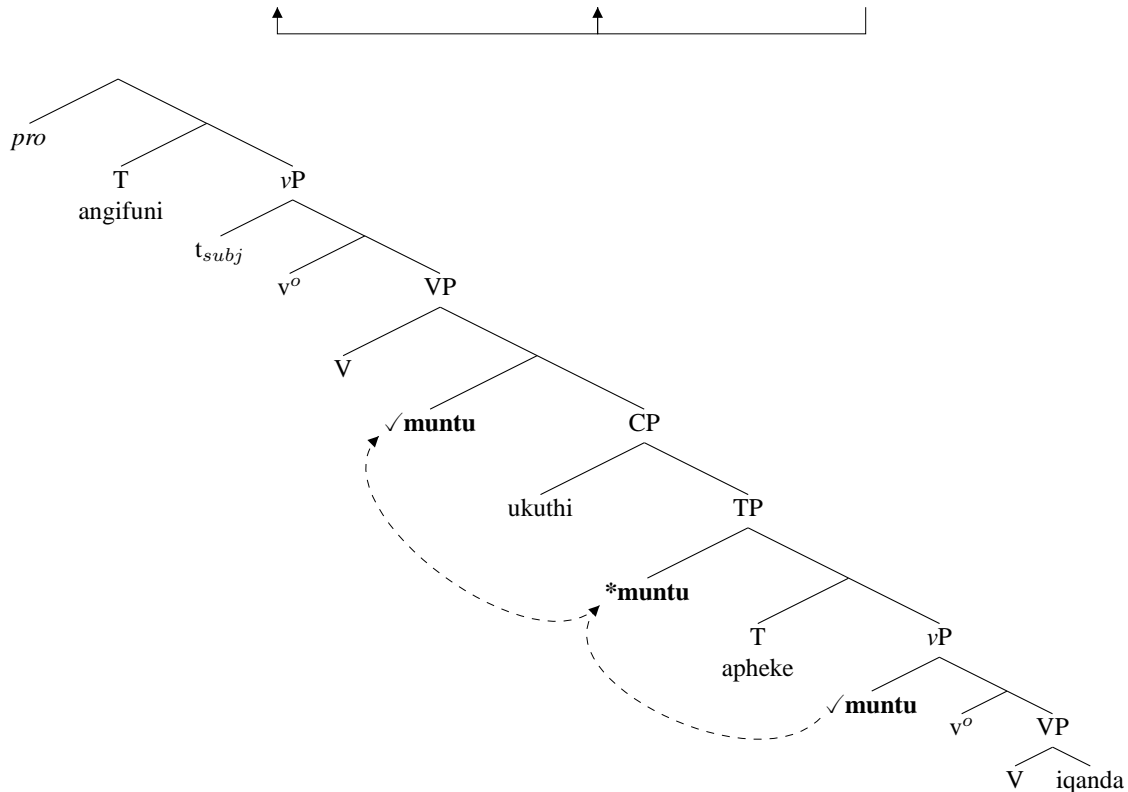 pro
T
angifuni
vP
t_subj
v^o
VP
V
✓muntu
CP
ukuthi
TP
*muntu
T
apheke
vP
✓muntu
v^o
VP
V iqanda